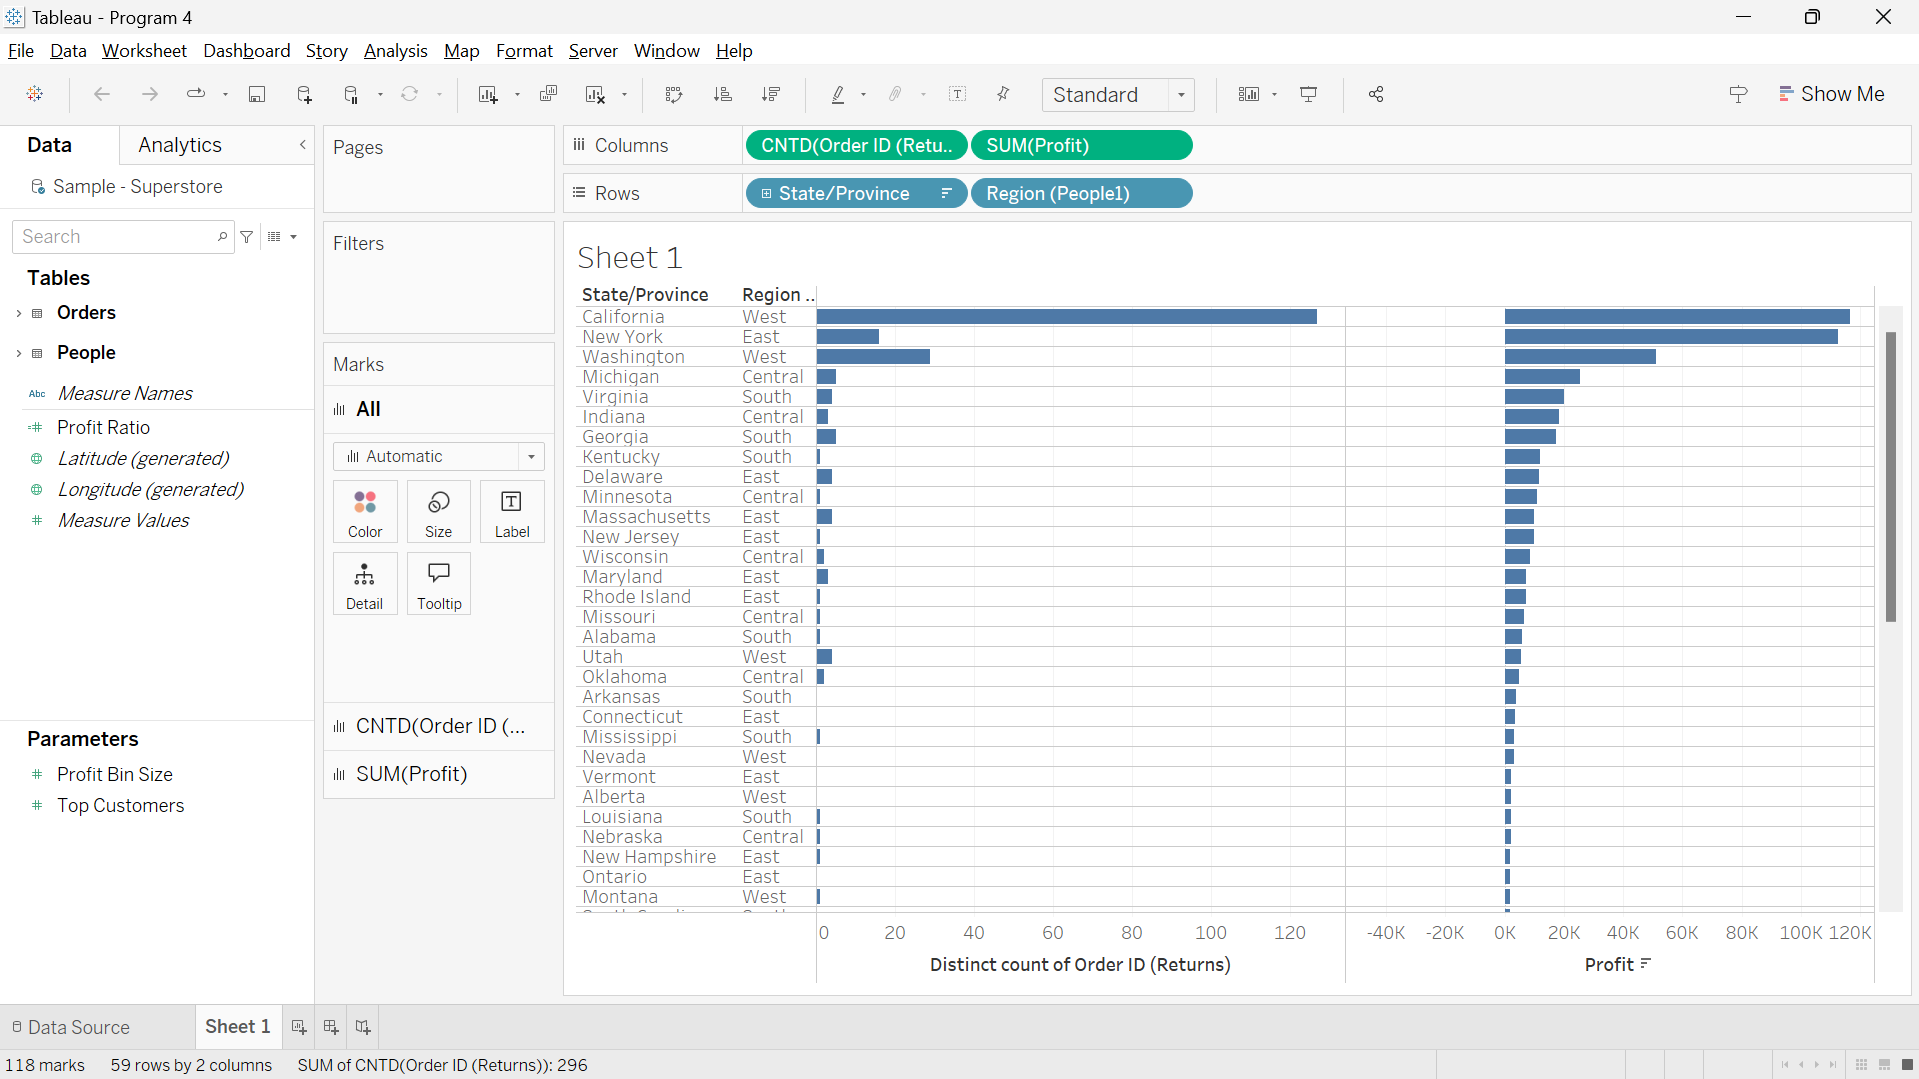 Tableau - Program 4
File Data Worksheet Dashboard Story Analysis Map Format Server Window Help
Standard
Show Me
Data
Analytics
Sample - Superstore
Search
Tables
Orders
People
Abc Measure Names
Profit Ratio
Latitude (generated)
Longitude (generated)
Measure Values
Parameters
Profit Bin Size
Top Customers
Pages
Filters
Marks
All
Automatic
Color
Size
Label
Detail
Tooltip
CNTD(Order ID (...
SUM(Profit)
Columns CNTD(Order ID (Retu.. SUM(Profit)
Rows State/Province Region (People1)
Sheet 1
State/Province Region ..
California West
New York East
Washington West
Michigan Central
Virginia South
Indiana Central
Georgia South
Kentucky South
Delaware East
Minnesota Central
Massachusetts East
New Jersey East
Wisconsin Central
Maryland East
Rhode Island East
Missouri Central
Alabama South
Utah West
Oklahoma Central
Arkansas South
Connecticut East
Mississippi South
Nevada West
Vermont East
Alberta West
Louisiana South
Nebraska Central
New Hampshire East
Ontario East
Montana West
0 20 40 60 80 100 120 -40K -20K 0K 20K 40K 60K 80K 100K 120K
Distinct count of Order ID (Returns) Profit
Data Source
Sheet 1
118 marks 59 rows by 2 columns SUM of CNTD(Order ID (Returns)): 296